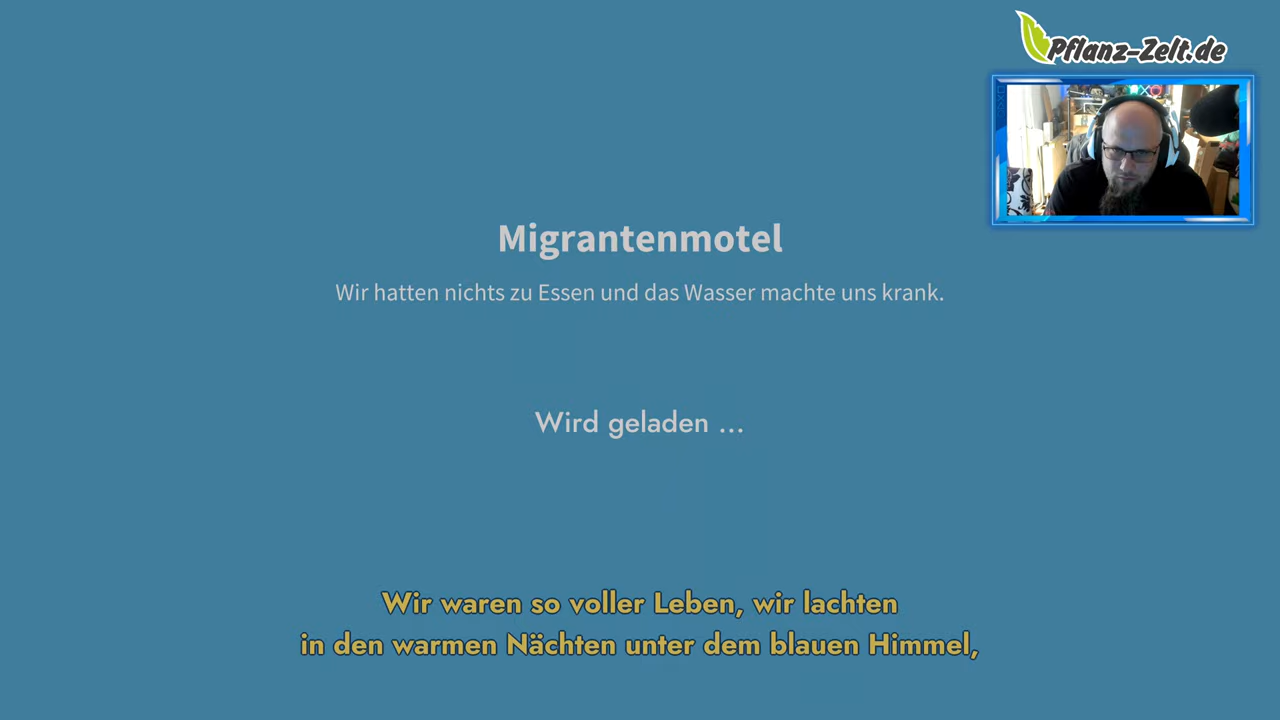 Pflanz-Zelt.de
Migrantenmotel
Wir hatten nichts zu Essen und das Wasser machte uns krank.
Wird geladen ...
Wir waren so voller Leben, wir lachten
in den warmen Nächten unter dem blauen Himmel,